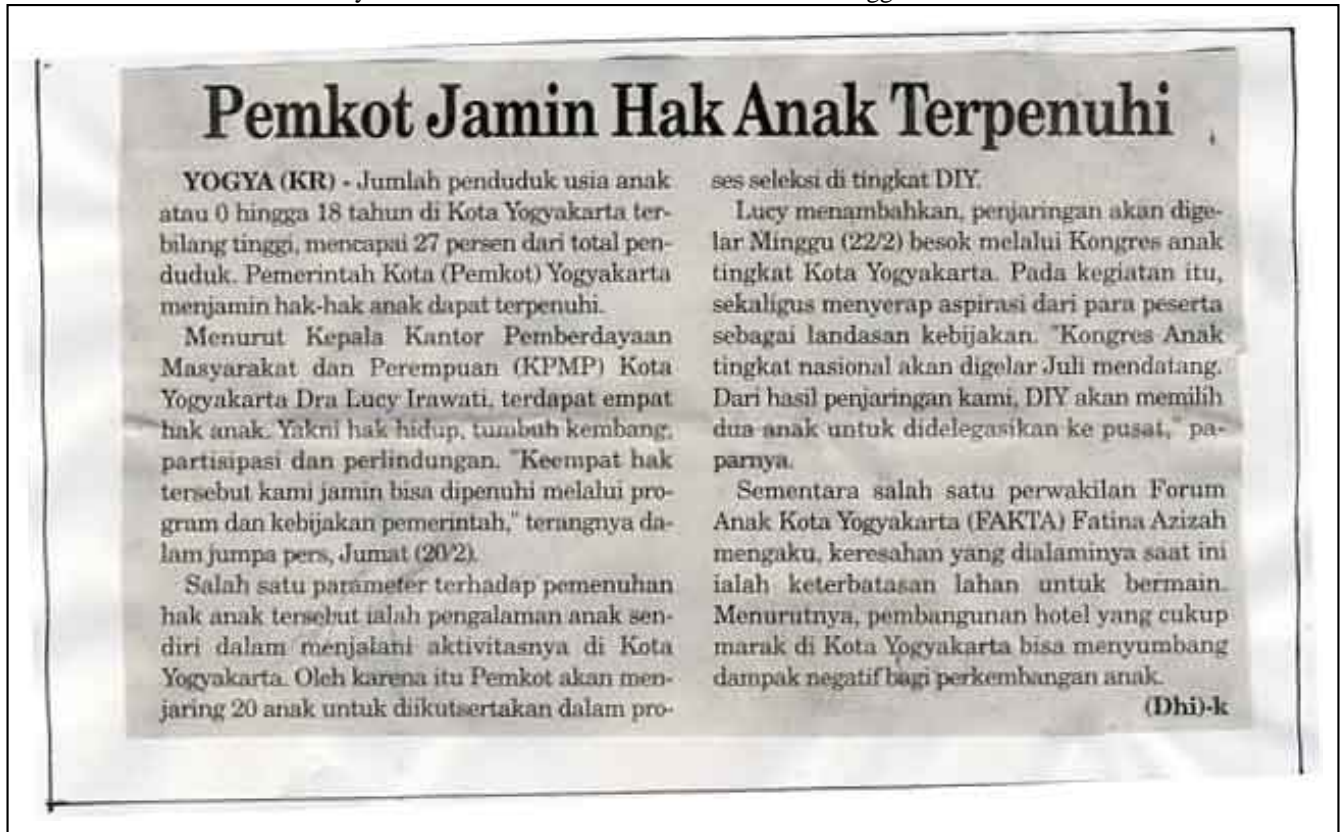 Pemkot Jamin Hak Anak Terpenuhi
YOGYA (KR) - Jumlah penduduk usia anak
atau 0 hingga 18 tahun di Kota Yogyakarta ter-
bilang tinggi, mencapai 27 persen dari total pen-
duduk. Pemerintah Kota (Pemkot) Yogyakarta
menjamin hak-hak anak dapat terpenuhi.
Menurut Kepala Kantor Pemberdayaan
Masyarakat dan Perempuan (KPMP) Kota
Yogyakarta Dra Lucy Irawati, terdapat empat
hak anak. Yakni hak hidup, tumbuh kembang,
partisipasi dan perlindungan. "Keempat hak
tersebut kami jamin bisa dipenuhi melalui pro-
gram dan kebijakan pemerintah," terangnya da-
lam jumpa pers, Jumat (20/2).
Salah satu parameter terhadap pemenuhan
hak anak tersebut ialah pengalaman anak sen-
diri dalam menjalani aktivitasnya di Kota
Yogyakarta. Oleh karena itu Pemkot akan men-
jaring 20 anak untuk diikutsertakan dalam pro-
ses seleksi di tingkat DIY.
Lucy menambahkan, penjaringan akan dige-
lar Minggu (22/2) besok melalui Kongres anak
tingkat Kota Yogyakarta. Pada kegiatan itu,
sekaligus menyerap aspirasi dari para peserta
sebagai landasan kebijakan. "Kongres Anak
tingkat nasional akan digelar Juli mendatang.
Dari hasil penjaringan kami, DIY akan memilih
dua anak untuk didelegasikan ke pusat," pa-
parnya.
Sementara salah satu perwakilan Forum
Anak Kota Yogyakarta (FAKTA) Fatina Azizah
mengaku, keresahan yang dialaminya saat ini
ialah keterbatasan lahan untuk bermain.
Menurutnya, pembangunan hotel yang cukup
marak di Kota Yogyakarta bisa menyumbang
dampak negatif bagi perkembangan anak.
(Dhi)-k